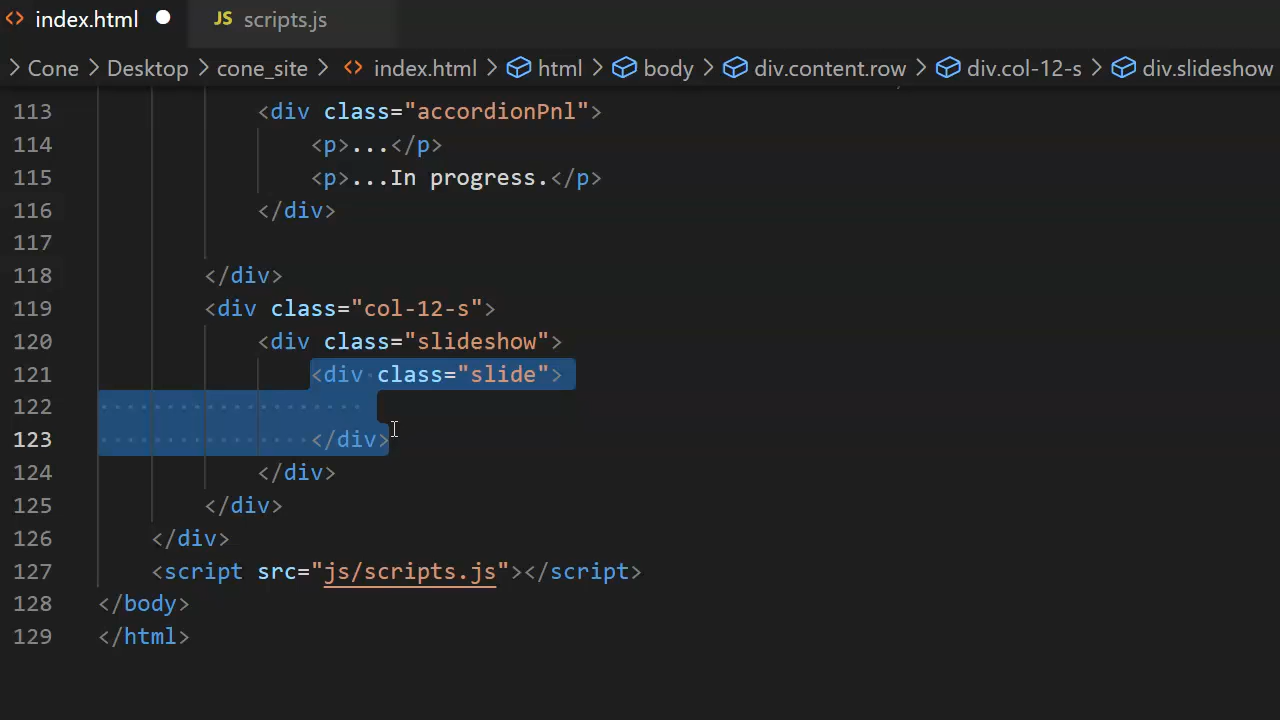 index.html
JS scripts.js
> Cone > Desktop > cone_site > <> index.html > html > body > div.content.row > div.col-12-s > div.slideshow
113 <div class="accordionPnl">
114 <p>...</p>
115 <p>...In progress.</p>
116 </div>
117
118 </div>
119 <div class="col-12-s">
120 <div class="slideshow">
121 <div class="slide">
122
123 </div>
124 </div>
125 </div>
126 </div>
127 <script src="js/scripts.js"></script>
128 </body>
129 </html>